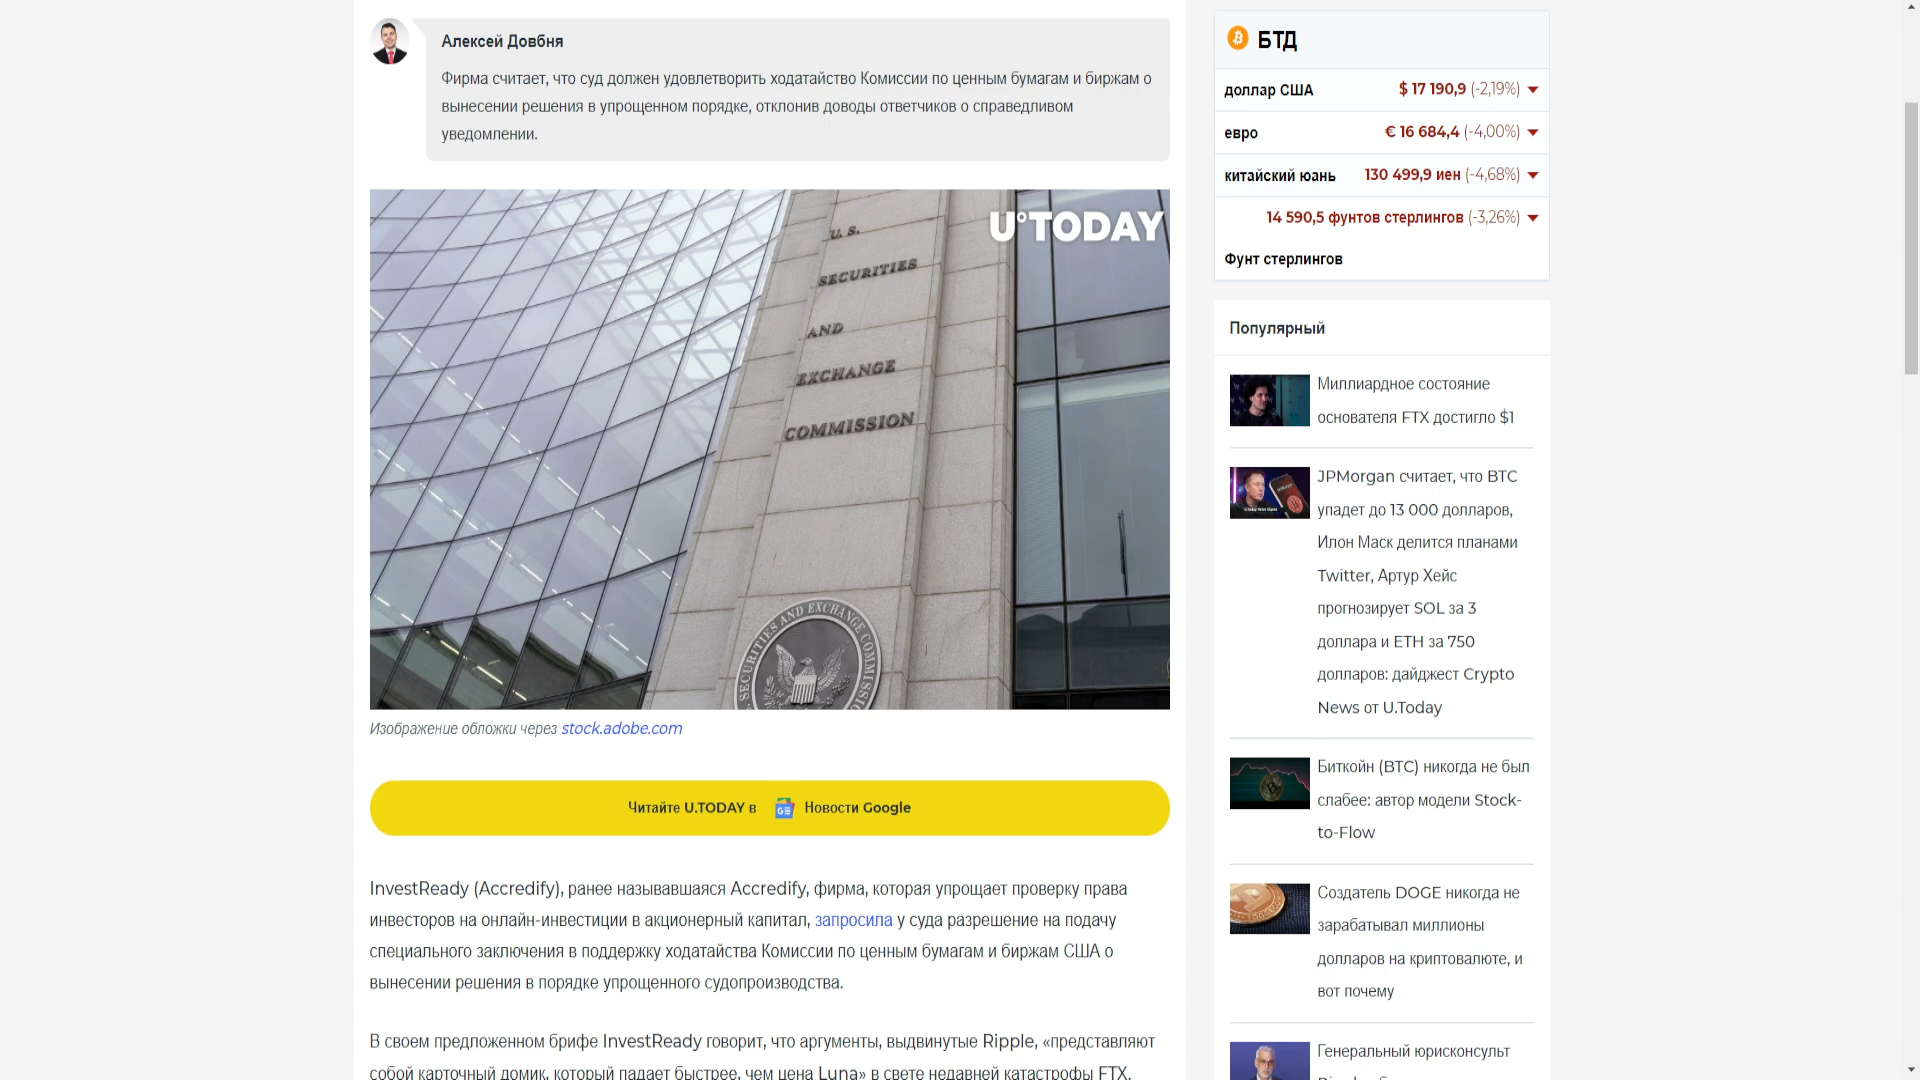 Алексей Довбня
Фирма считает, что суд должен удовлетворить ходатайство Комиссии по ценным бумагам и биржам о
вынесении решения в упрощенном порядке, отклонив доводы ответчиков о справедливом
уведомлении.
U°TODAY
U. S.
SECURITIES
AND
EXCHANGE
COMMISSION
SECURITIES AND EXCHANGE COMMISSION
Изображение обложки через stock.adobe.com
Читайте U.TODAY в GE Новости Google
InvestReady (Accredify), ранее называвшаяся Accredify, фирма, которая упрощает проверку права
инвесторов на онлайн-инвестиции в акционерный капитал, запросила у суда разрешение на подачу
специального заключения в поддержку ходатайства Комиссии по ценным бумагам и биржам США о
вынесении решения в порядке упрощенного судопроизводства.
В своем предложенном брифе InvestReady говорит, что аргументы, выдвинутые Ripple, «представляют
собой карточный домик, который падает быстрее, чем цена Luna» в свете недавней катастрофы FTX.
БТД
доллар США $ 17 190,9 (-2,19%)
евро € 16 684,4 (-4,00%)
китайский юань 130 499,9 иен (-4,68%)
14 590,5 фунтов стерлингов (-3,26%)
Фунт стерлингов
Популярный
Миллиардное состояние
основателя FTX достигло $1
JPMorgan считает, что BTC
упадет до 13 000 долларов,
Илон Маск делится планами
Twitter, Артур Хейс
прогнозирует SOL за 3
доллара и ETH за 750
долларов: дайджест Crypto
News от U.Today
Биткойн (BTC) никогда не был
слабее: автор модели Stock-
to-Flow
Создатель DOGE никогда не
зарабатывал миллионы
долларов на криптовалюте, и
вот почему
Генеральный юрисконсульт